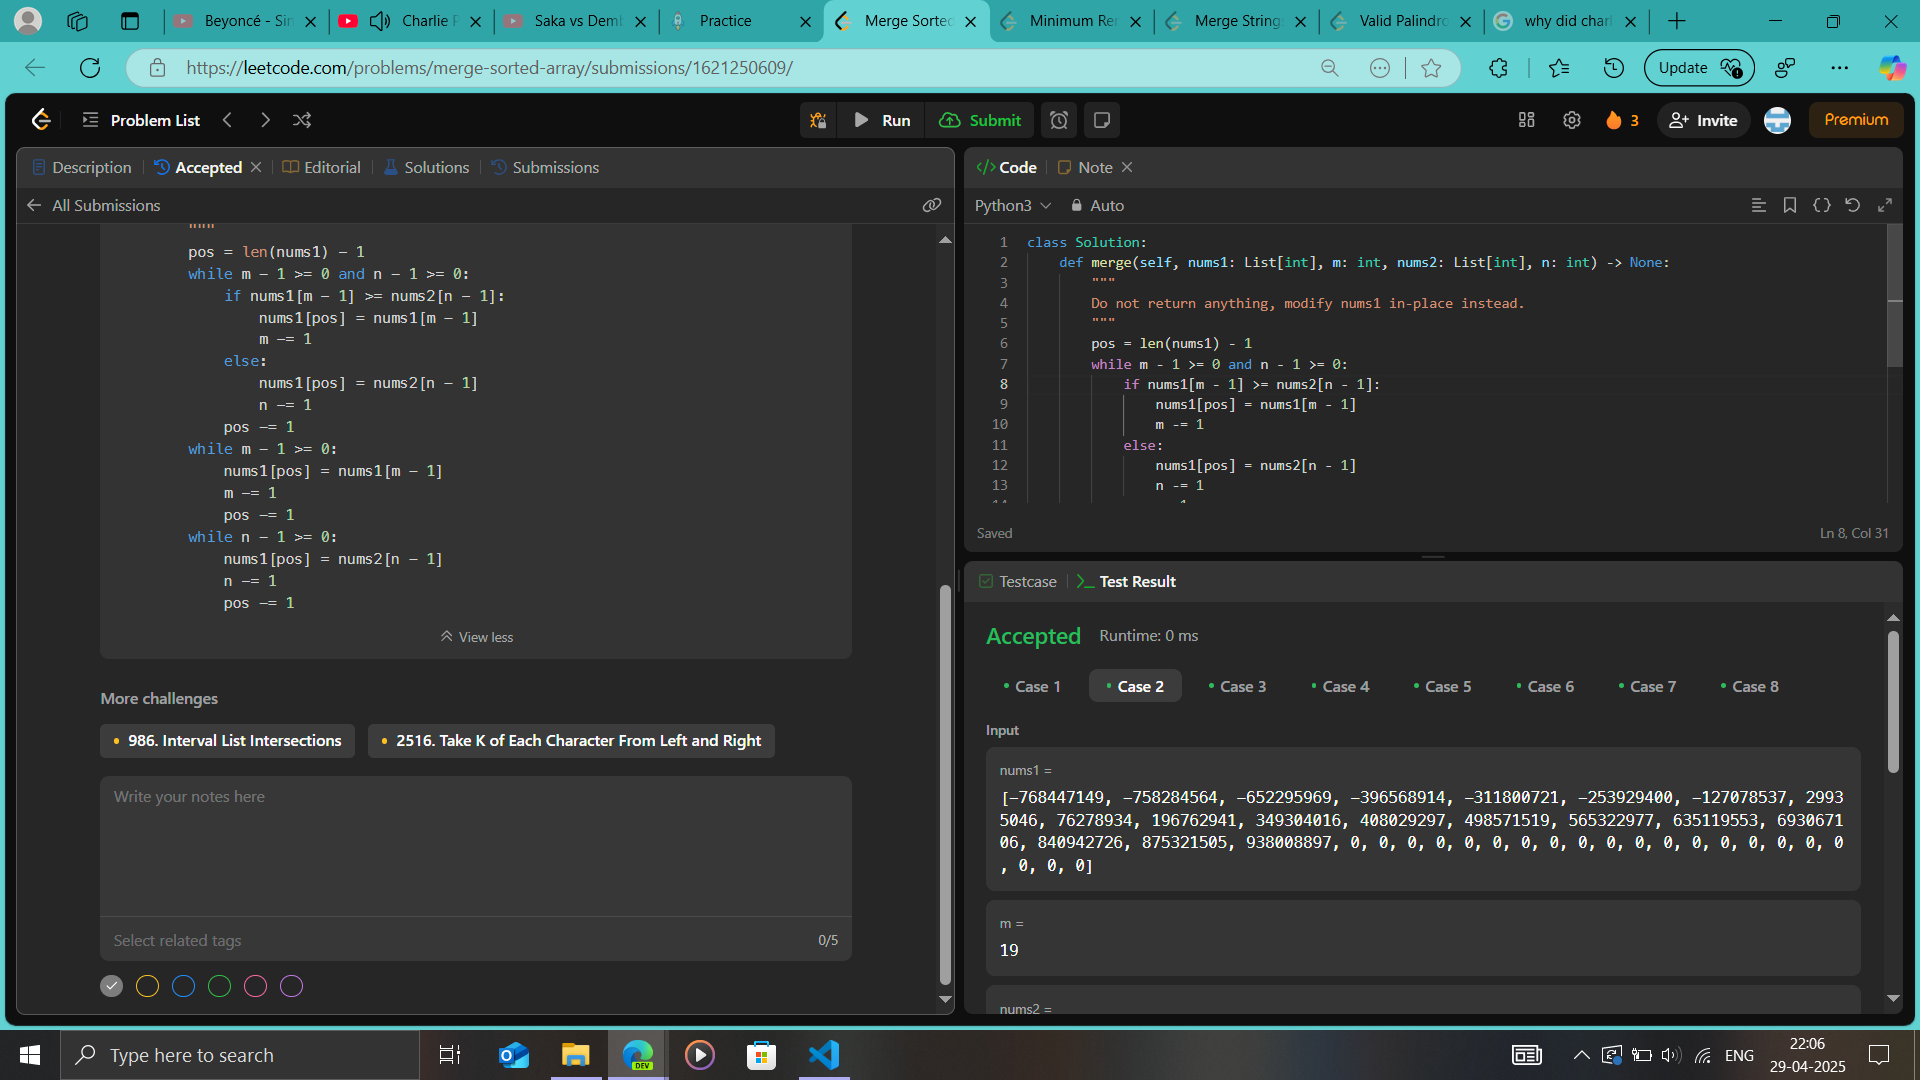 Beyoncé - Sin
Charlie P
Saka vs Demb
Practice
Merge Sorted
Minimum Rem
Merge String
Valid Palindro
why did charl
https://leetcode.com/problems/merge-sorted-array/submissions/1621250609/
Update
Problem List
Run
Submit
3
Invite
Premium
Description
Accepted
Editorial
Solutions
Submissions
All Submissions
"""
pos = len(nums1) - 1
while m - 1 >= 0 and n - 1 >= 0:
if nums1[m - 1] >= nums2[n - 1]:
nums1[pos] = nums1[m - 1]
m -= 1
else:
nums1[pos] = nums2[n - 1]
n -= 1
pos -= 1
while m - 1 >= 0:
nums1[pos] = nums1[m - 1]
m -= 1
pos -= 1
while n - 1 >= 0:
nums1[pos] = nums2[n - 1]
n -= 1
pos -= 1
View less
More challenges
986. Interval List Intersections
2516. Take K of Each Character From Left and Right
Write your notes here
Select related tags
0/5
</> Code
Note
Python3
Auto
1 class Solution:
2 def merge(self, nums1: List[int], m: int, nums2: List[int], n: int) -> None:
3 """
4 Do not return anything, modify nums1 in-place instead.
5 """
6 pos = len(nums1) - 1
7 while m - 1 >= 0 and n - 1 >= 0:
8 if nums1[m - 1] >= nums2[n - 1]:
9 nums1[pos] = nums1[m - 1]
10 m -= 1
11 else:
12 nums1[pos] = nums2[n - 1]
13 n -= 1
Saved
Ln 8, Col 31
Testcase
Test Result
Accepted
Runtime: 0 ms
Case 1
Case 2
Case 3
Case 4
Case 5
Case 6
Case 7
Case 8
Input
nums1 =
[-768447149, -758284564, -652295969, -396568914, -311800721, -253929400, -127078537, 2993
5046, 76278934, 196762941, 349304016, 408029297, 498571519, 565322977, 635119553, 6930671
06, 840942726, 875321505, 938008897, 0, 0, 0, 0, 0, 0, 0, 0, 0, 0, 0, 0, 0, 0, 0, 0, 0, 0
, 0, 0, 0]
m =
19
nums2 =
Type here to search
DEV
ENG
22:06
29-04-2025